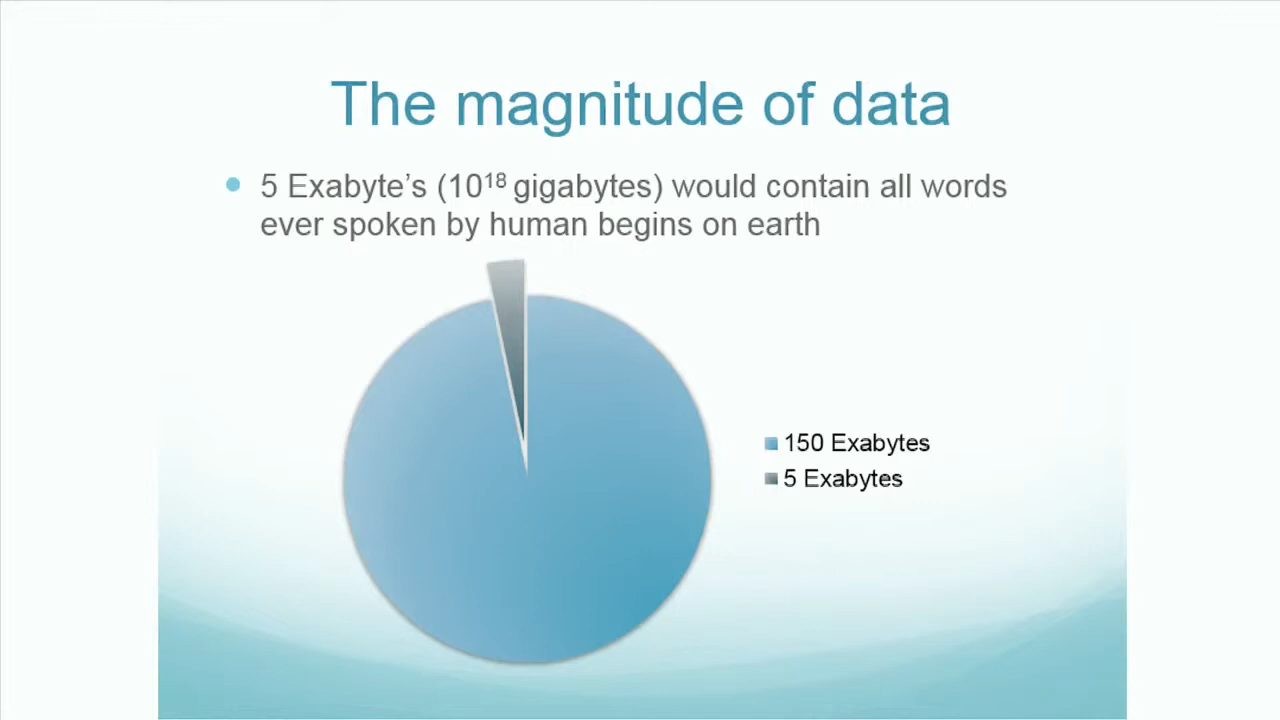 The magnitude of data
5 Exabyte’s (10¹⁸ gigabytes) would contain all words
ever spoken by human begins on earth
150 Exabytes
5 Exabytes